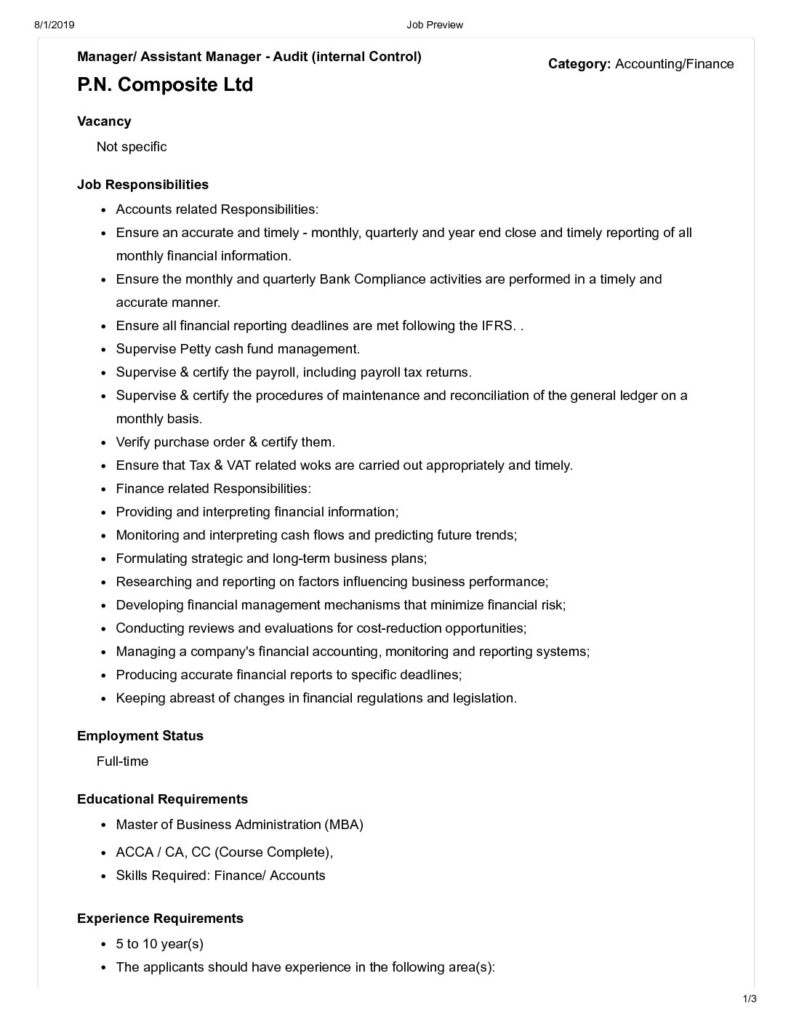 8/1/2019
Job Preview
Manager/ Assistant Manager - Audit (internal Control)
Category: Accounting/Finance
P.N. Composite Ltd
Vacancy
Not specific
Job Responsibilities
• Accounts related Responsibilities:
• Ensure an accurate and timely - monthly, quarterly and year end close and timely reporting of all
monthly financial information.
• Ensure the monthly and quarterly Bank Compliance activities are performed in a timely and
accurate manner.
• Ensure all financial reporting deadlines are met following the IFRS. .
• Supervise Petty cash fund management.
• Supervise & certify the payroll, including payroll tax returns.
• Supervise & certify the procedures of maintenance and reconciliation of the general ledger on a
monthly basis.
• Verify purchase order & certify them.
• Ensure that Tax & VAT related woks are carried out appropriately and timely.
• Finance related Responsibilities:
• Providing and interpreting financial information;
• Monitoring and interpreting cash flows and predicting future trends;
• Formulating strategic and long-term business plans;
• Researching and reporting on factors influencing business performance;
• Developing financial management mechanisms that minimize financial risk;
• Conducting reviews and evaluations for cost-reduction opportunities;
• Managing a company's financial accounting, monitoring and reporting systems;
• Producing accurate financial reports to specific deadlines;
• Keeping abreast of changes in financial regulations and legislation.
Employment Status
Full-time
Educational Requirements
• Master of Business Administration (MBA)
• ACCA / CA, CC (Course Complete),
• Skills Required: Finance/ Accounts
Experience Requirements
• 5 to 10 year(s)
• The applicants should have experience in the following area(s):
1/3